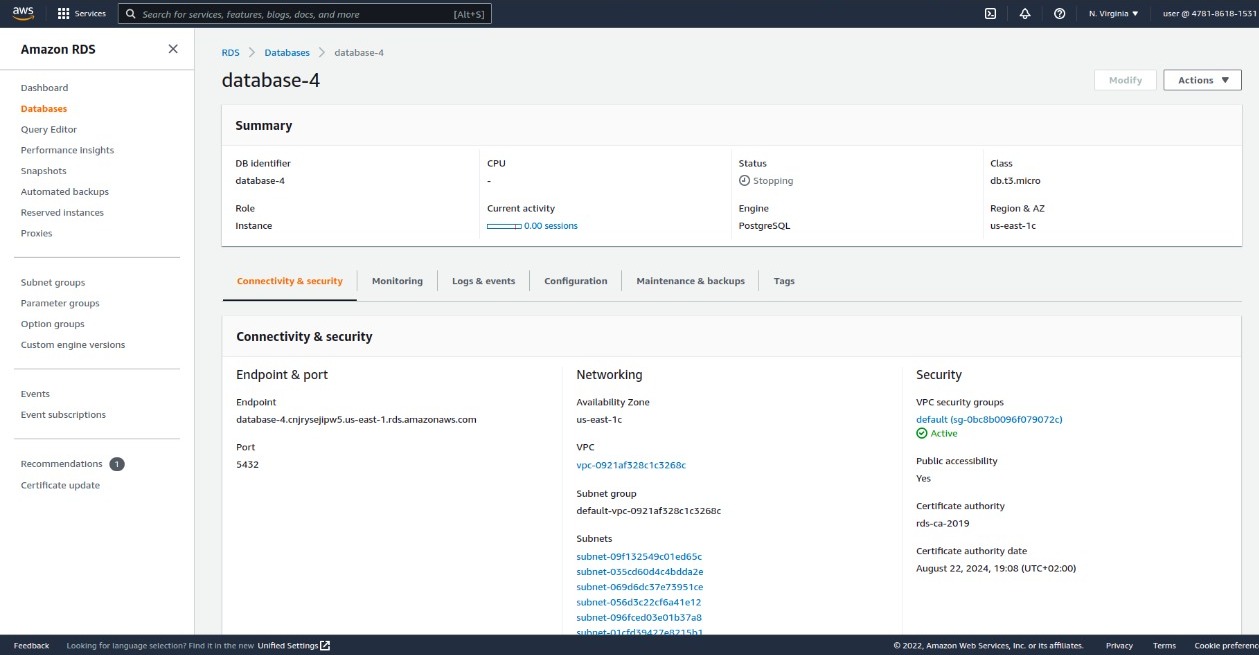 aws
Services
Search for services, features, blogs, docs, and more [Alt+S]
N. Virginia ▼
user @ 4781-8618-1531
Amazon RDS
Dashboard
Databases
Query Editor
Performance insights
Snapshots
Automated backups
Reserved instances
Proxies
Subnet groups
Parameter groups
Option groups
Custom engine versions
Events
Event subscriptions
Recommendations 1
Certificate update
RDS > Databases > database-4
database-4
Modify
Actions ▼
Summary
DB identifier
database-4
CPU
-
Status
Stopping
Class
db.t3.micro
Role
Instance
Current activity
0.00 sessions
Engine
PostgreSQL
Region & AZ
us-east-1c
Connectivity & security
Monitoring
Logs & events
Configuration
Maintenance & backups
Tags
Connectivity & security
Endpoint & port
Endpoint
database-4.cnjrysejipw5.us-east-1.rds.amazonaws.com
Port
5432
Networking
Availability Zone
us-east-1c
VPC
vpc-0921af328c1c3268c
Subnet group
default-vpc-0921af328c1c3268c
Subnets
subnet-09f132549c01ed65c
subnet-035cd60d4c4bdda2e
subnet-069d6dc37e73951ce
subnet-056d3c22cf6a41e12
subnet-096fced03e01b37a8
subnet-01cfd39427e8215b1
Security
VPC security groups
default (sg-0bc8b0096f079072c)
Active
Public accessibility
Yes
Certificate authority
rds-ca-2019
Certificate authority date
August 22, 2024, 19:08 (UTC+02:00)
Feedback
Looking for language selection? Find it in the new Unified Settings
© 2022, Amazon Web Services, Inc. or its affiliates.
Privacy
Terms
Cookie preferen